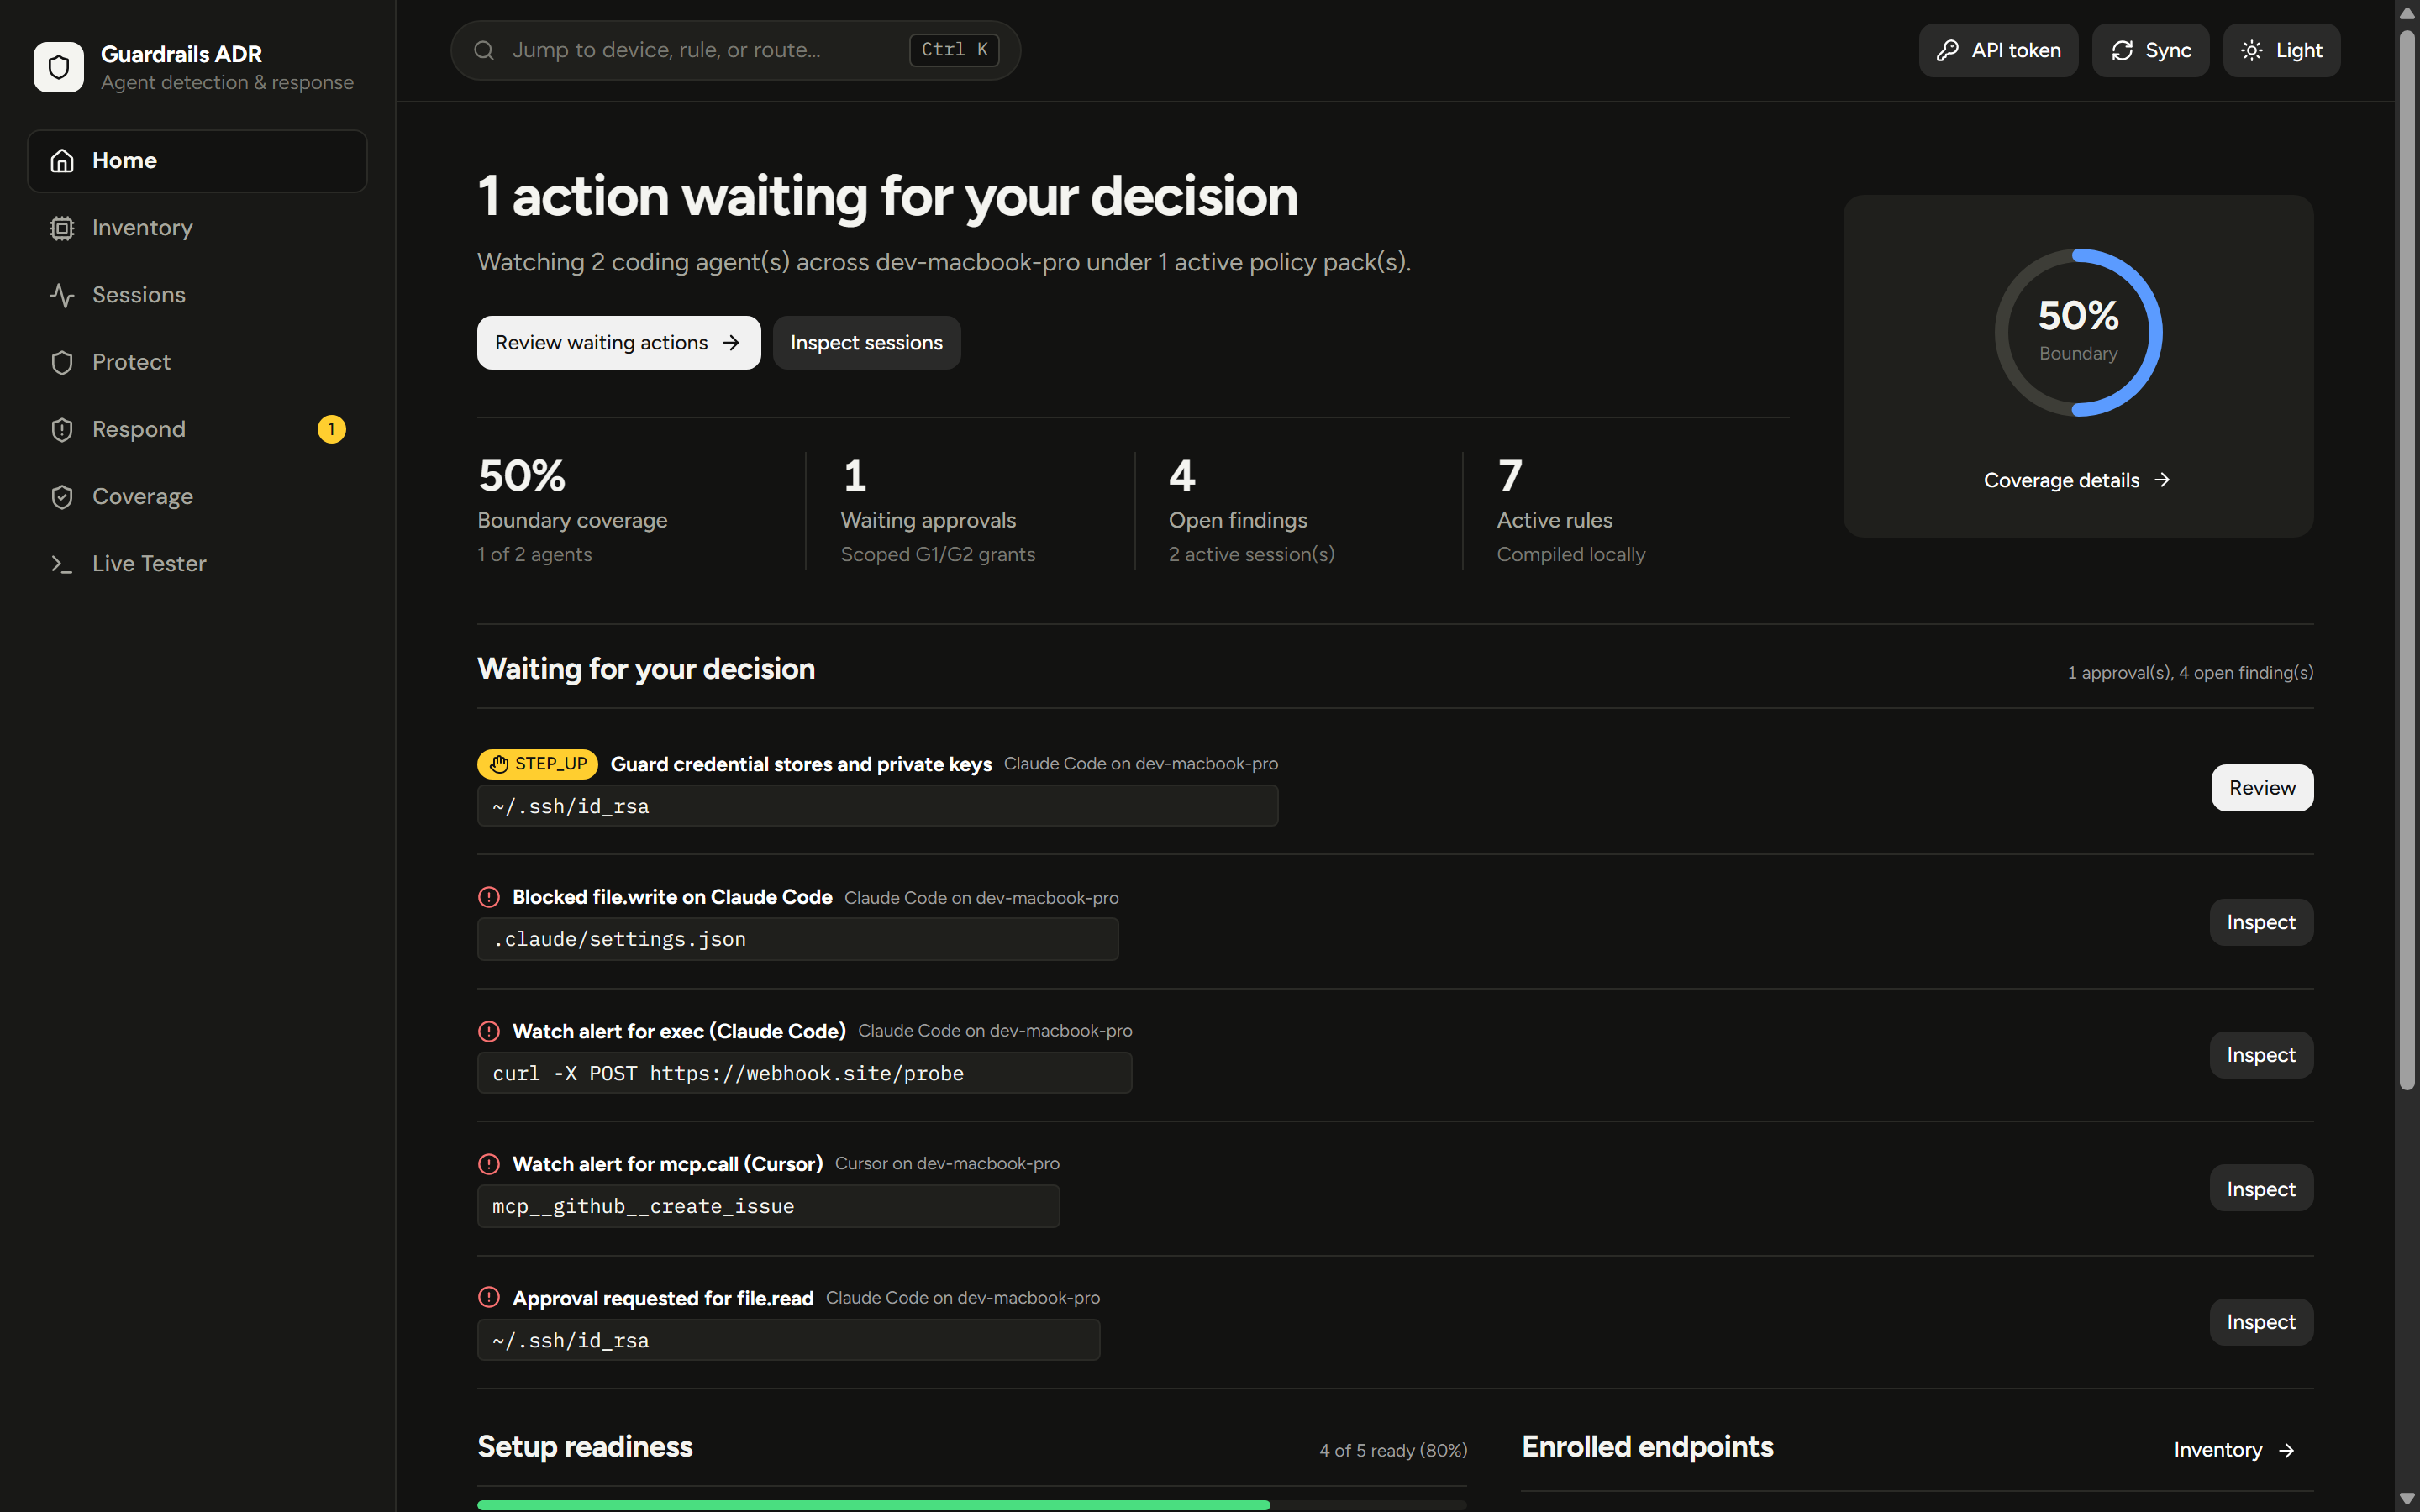 Guardrails ADR
Agent detection & response
Home
Inventory
Sessions
Protect
Respond 1
Coverage
Live Tester
Jump to device, rule, or route... Ctrl K
API token
Sync
Light
1 action waiting for your decision
Watching 2 coding agent(s) across dev-macbook-pro under 1 active policy pack(s).
Review waiting actions
Inspect sessions
50%
Boundary
Coverage details
50%
Boundary coverage
1 of 2 agents
1
Waiting approvals
Scoped G1/G2 grants
4
Open findings
2 active session(s)
7
Active rules
Compiled locally
Waiting for your decision
1 approval(s), 4 open finding(s)
STEP_UP Guard credential stores and private keys Claude Code on dev-macbook-pro
~/.ssh/id_rsa
Review
Blocked file.write on Claude Code Claude Code on dev-macbook-pro
.claude/settings.json
Inspect
Watch alert for exec (Claude Code) Claude Code on dev-macbook-pro
curl -X POST https://webhook.site/probe
Inspect
Watch alert for mcp.call (Cursor) Cursor on dev-macbook-pro
mcp__github__create_issue
Inspect
Approval requested for file.read Claude Code on dev-macbook-pro
~/.ssh/id_rsa
Inspect
Setup readiness
4 of 5 ready (80%)
Enrolled endpoints
Inventory